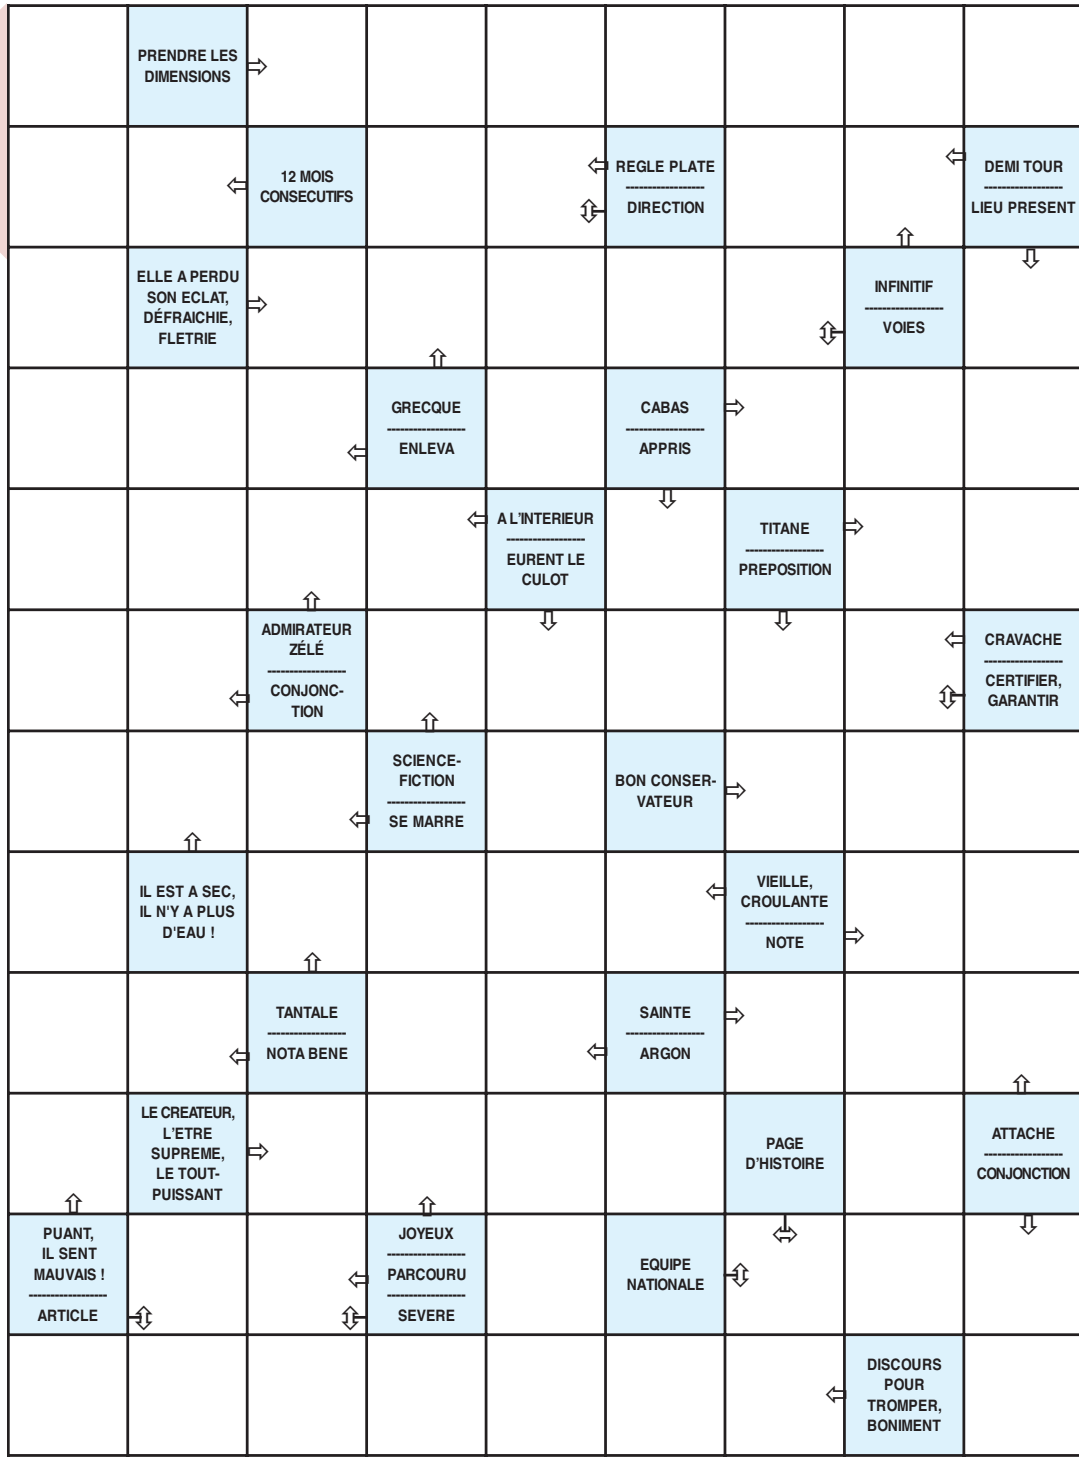 PRENDRE LES
DIMENSIONS
12 MOIS
CONSECUTIFS
REGLE PLATE
DIRECTION
DEMI TOUR
LIEU PRESENT
ELLE A PERDU
SON ECLAT,
DÉFRAICHIE,
FLETRIE
INFINITIF
VOIES
GRECQUE
ENLEVA
CABAS
APPRIS
A L'INTERIEUR
EURENT LE
CULOT
TITANE
PREPOSITION
ADMIRATEUR
ZÉLÉ
CONJONC-
TION
CRAVACHE
CERTIFIER,
GARANTIR
SCIENCE-
FICTION
SE MARRE
BON CONSER-
VATEUR
IL EST A SEC,
IL N'Y A PLUS
D'EAU !
VIEILLE,
CROULANTE
NOTE
TANTALE
NOTA BENE
SAINTE
ARGON
LE CREATEUR,
L'ETRE
SUPREME,
LE TOUT-
PUISSANT
PAGE
D'HISTOIRE
ATTACHE
CONJONCTION
PUANT,
IL SENT
MAUVAIS !
ARTICLE
JOYEUX
PARCOURU
SEVERE
EQUIPE
NATIONALE
DISCOURS
POUR
TROMPER,
BONIMENT